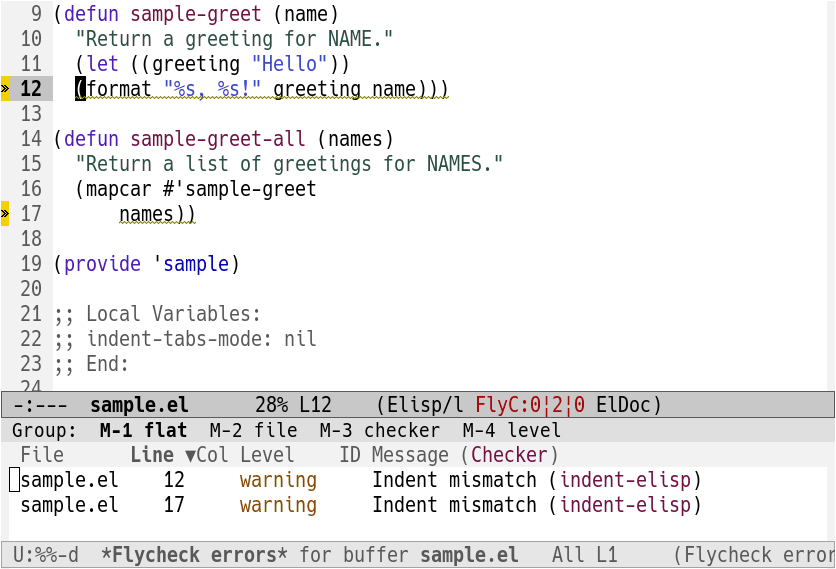 9 (defun sample-greet (name)
10   "Return a greeting for NAME."
11   (let ((greeting "Hello"))
» 12   (format "%s, %s!" greeting name)))
13
14 (defun sample-greet-all (names)
15   "Return a list of greetings for NAMES."
16   (mapcar #'sample-greet
» 17       names))
18
19 (provide 'sample)
20
21 ;; Local Variables:
22 ;; indent-tabs-mode: nil
23 ;; End:
24
-:---  sample.el      28% L12    (Elisp/l FlyC:0¦2¦0 ElDoc)
Group:  M-1 flat  M-2 file  M-3 checker  M-4 level
File      Line ▼Col Level    ID Message (Checker)
sample.el    12     warning     Indent mismatch (indent-elisp)
sample.el    17     warning     Indent mismatch (indent-elisp)
U:%%-d  *Flycheck errors* for buffer sample.el   All L1     (Flycheck error